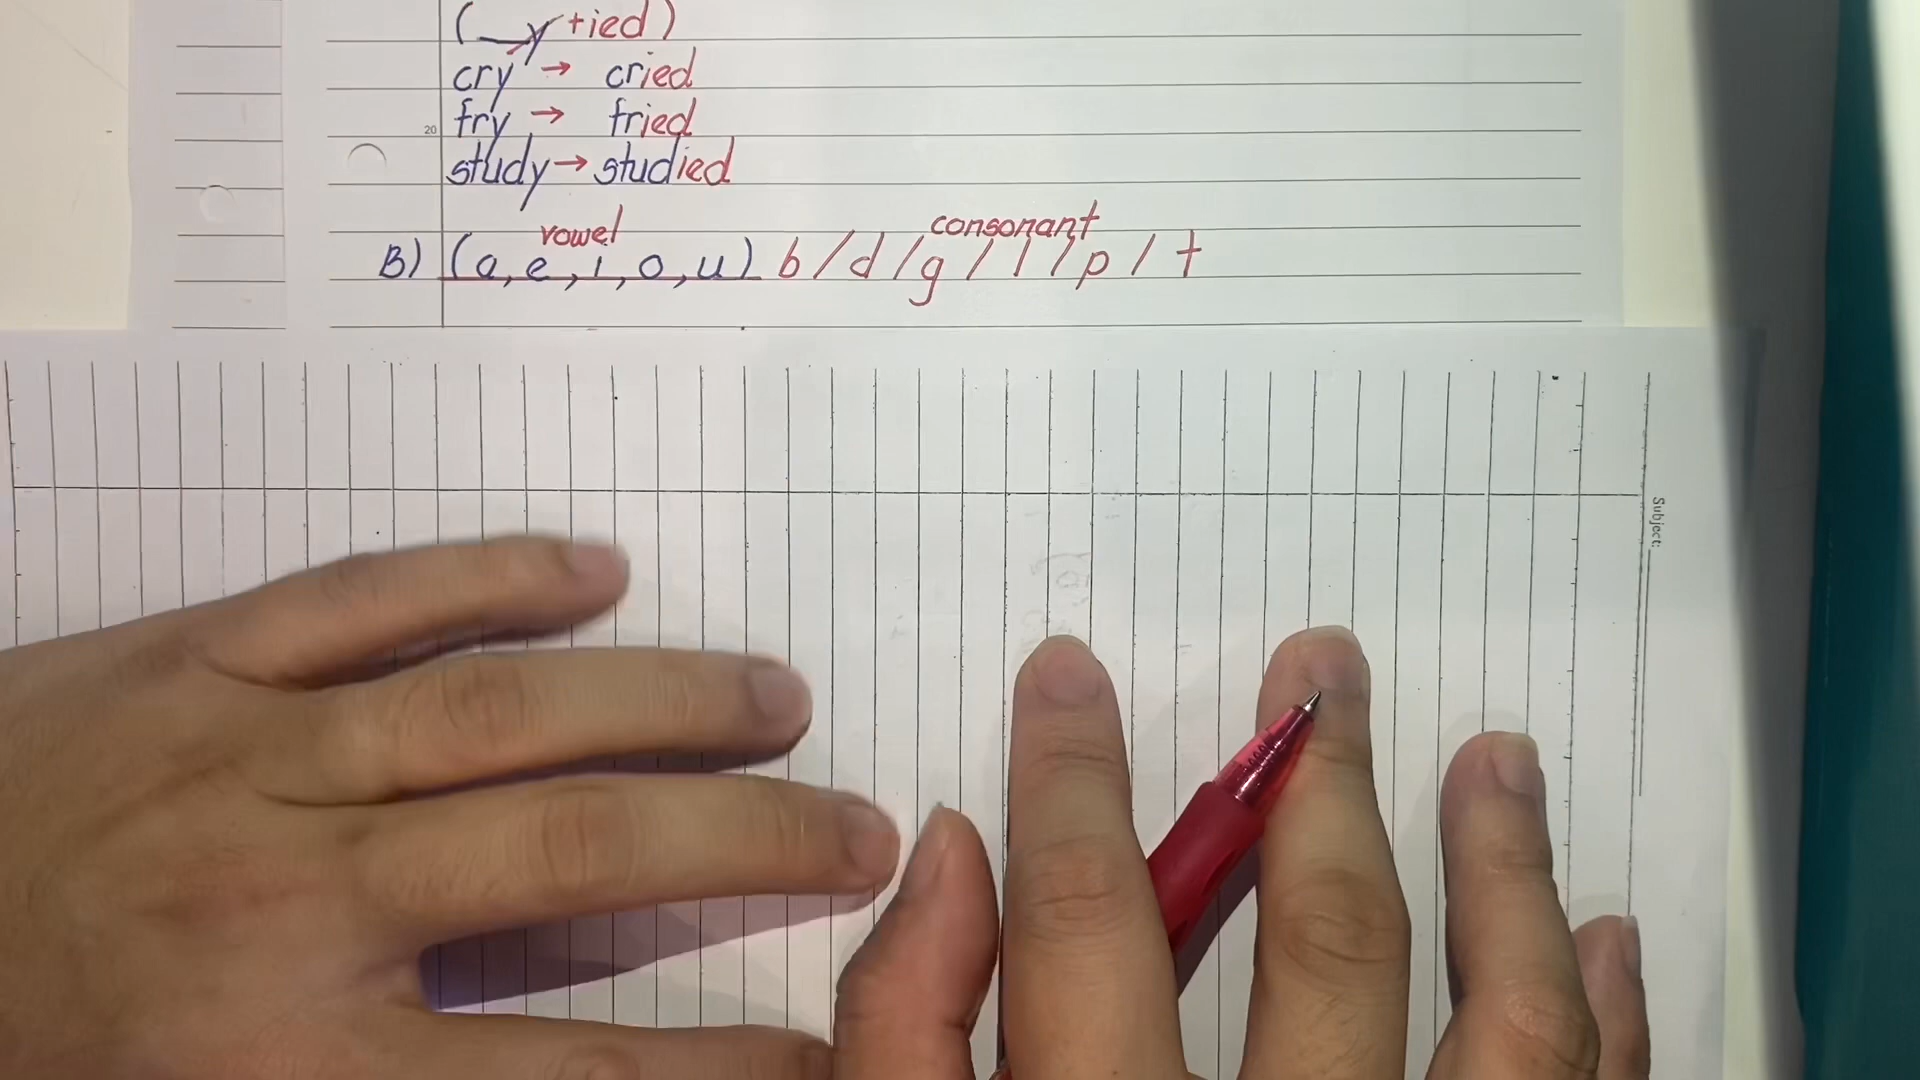 (_y+ied)
cry → cried
20 fry → fried
study → studied
vowel consonant
B) (a, e, i, o, u) b/d/g/l/p/t
Subject: